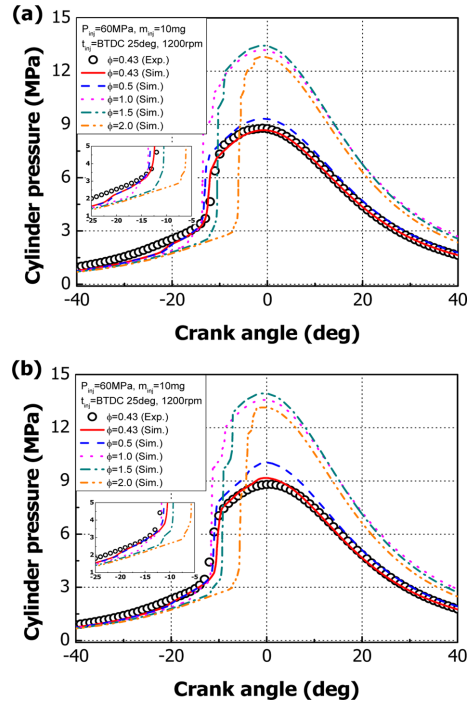 (a)
P_inj=60MPa, m_inj=10mg
t_inj=BTDC 25deg, 1200rpm
ϕ=0.43 (Exp.)
ϕ=0.43 (Sim.)
ϕ=0.5 (Sim.)
ϕ=1.0 (Sim.)
ϕ=1.5 (Sim.)
ϕ=2.0 (Sim.)
Cylinder pressure (MPa)
15
12
9
6
3
0
5
4
3
2
1
-25 -20 -15 -10 -5
-40 -20 0 20 40
Crank angle (deg)
(b)
P_inj=60MPa, m_inj=10mg
t_inj=BTDC 25deg, 1200rpm
ϕ=0.43 (Exp.)
ϕ=0.43 (Sim.)
ϕ=0.5 (Sim.)
ϕ=1.0 (Sim.)
ϕ=1.5 (Sim.)
ϕ=2.0 (Sim.)
Cylinder pressure (MPa)
15
12
9
6
3
0
5
4
3
2
1
-25 -20 -15 -10 -5
-40 -20 0 20 40
Crank angle (deg)